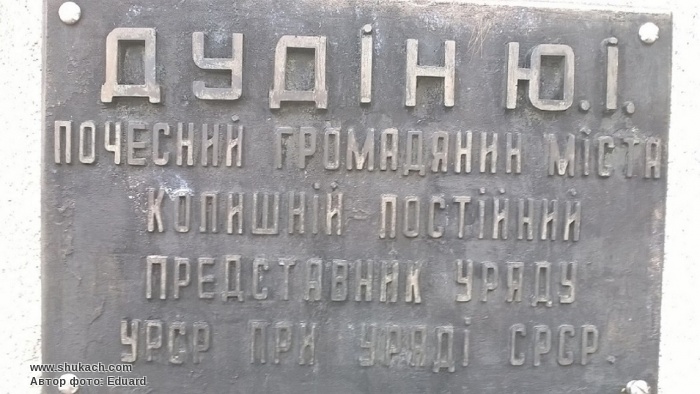 ДУДІН Ю.І.
ПОЧЕСНИЙ ГРОМАДЯНИН МІСТА
КОЛИШНІЙ ПОСТІЙНИЙ
ПРЕДСТАВНИК УРЯДУ
УРСР ПРИ УРЯДІ СРСР.
www.shukach.com
Автор фото: Eduard